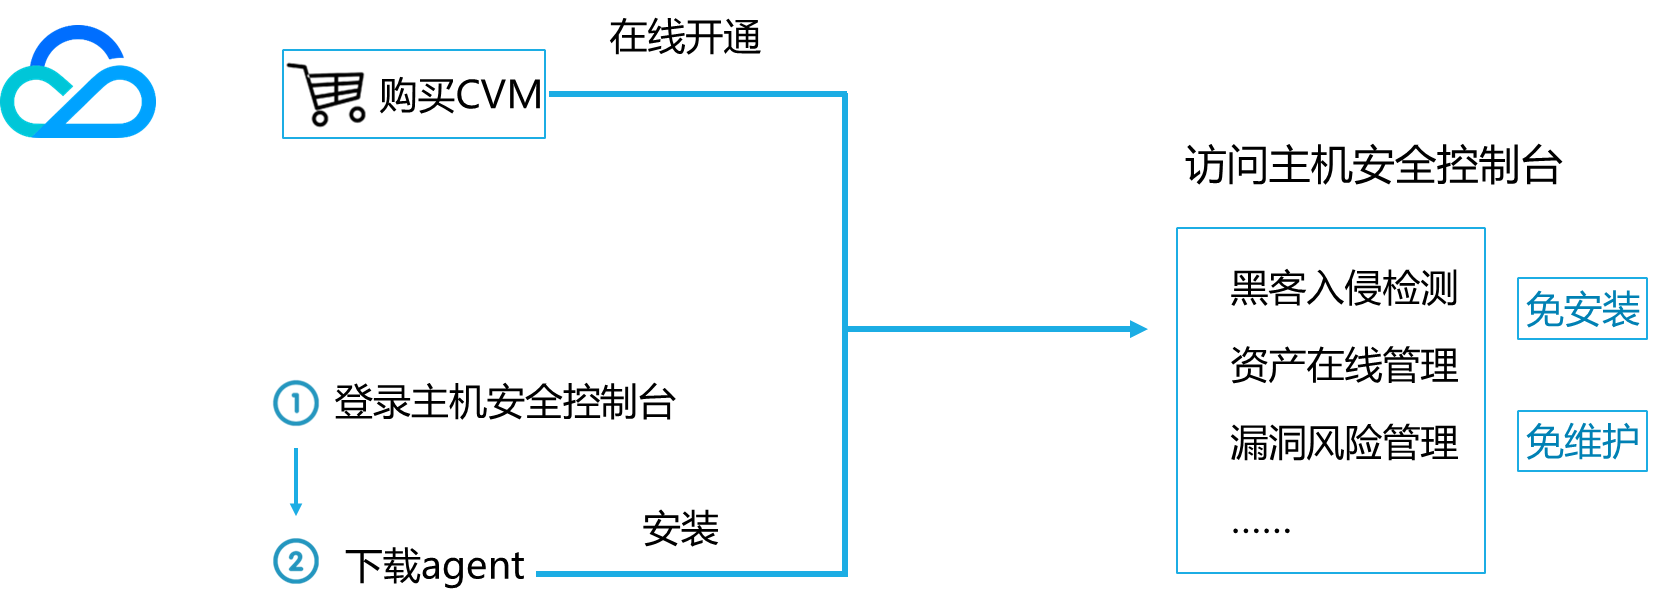 在线开通
购买CVM
访问主机安全控制台
黑客入侵检测
免安装
资产在线管理
1 登录主机安全控制台
漏洞风险管理
免维护
安装
……
2 下载agent